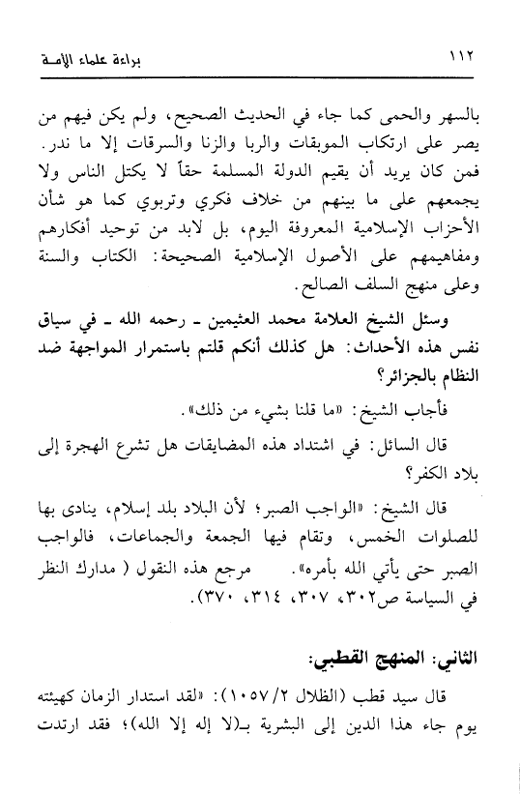 ١١٢
براءة علماء الأمـة
بالسهر والحمى كما جاء في الحديث الصحيح، ولم يكن فيهم من
يصر على ارتكاب الموبقات والربا والزنا والسرقات إلا ما ندر.
فمن كان يريد أن يقيم الدولة المسلمة حقاً لا يكتل الناس ولا
يجمعهم على ما بينهم من خلاف فكري وتربوي كما هو شأن
الأحزاب الإسلامية المعروفة اليوم، بل لابد من توحيد أفكارهم
ومفاهيمهم على الأصول الإسلامية الصحيحة: الكتاب والسنة
وعلى منهج السلف الصالح.
وسئل الشيخ العلامة محمد العثيمين ـ رحمه الله ـ في سياق
نفس هذه الأحداث: هل كذلك أنكم قلتم باستمرار المواجهة ضد
النظام بالجزائر؟
فأجاب الشيخ: «ما قلنا بشيء من ذلك».
قال السائل: في اشتداد هذه المضايقات هل تشرع الهجرة إلى
بلاد الكفر؟
قال الشيخ: «الواجب الصبر؛ لأن البلاد بلد إسلام، ينادى بها
للصلوات الخمس، وتقام فيها الجمعة والجماعات، فالواجب
الصبر حتى يأتي الله بأمره». مرجع هذه النقول ( مدارك النظر
في السياسة ص٣٠٢، ٣٠٧، ٣١٤، ٣٧٠).
الثاني: المنهج القطبي:
قال سيد قطب (الظلال ١٠٥٧/٢): «لقد استدار الزمان كهيئته
يوم جاء هذا الدين إلى البشرية بـ(لا إله إلا الله)؛ فقد ارتدت